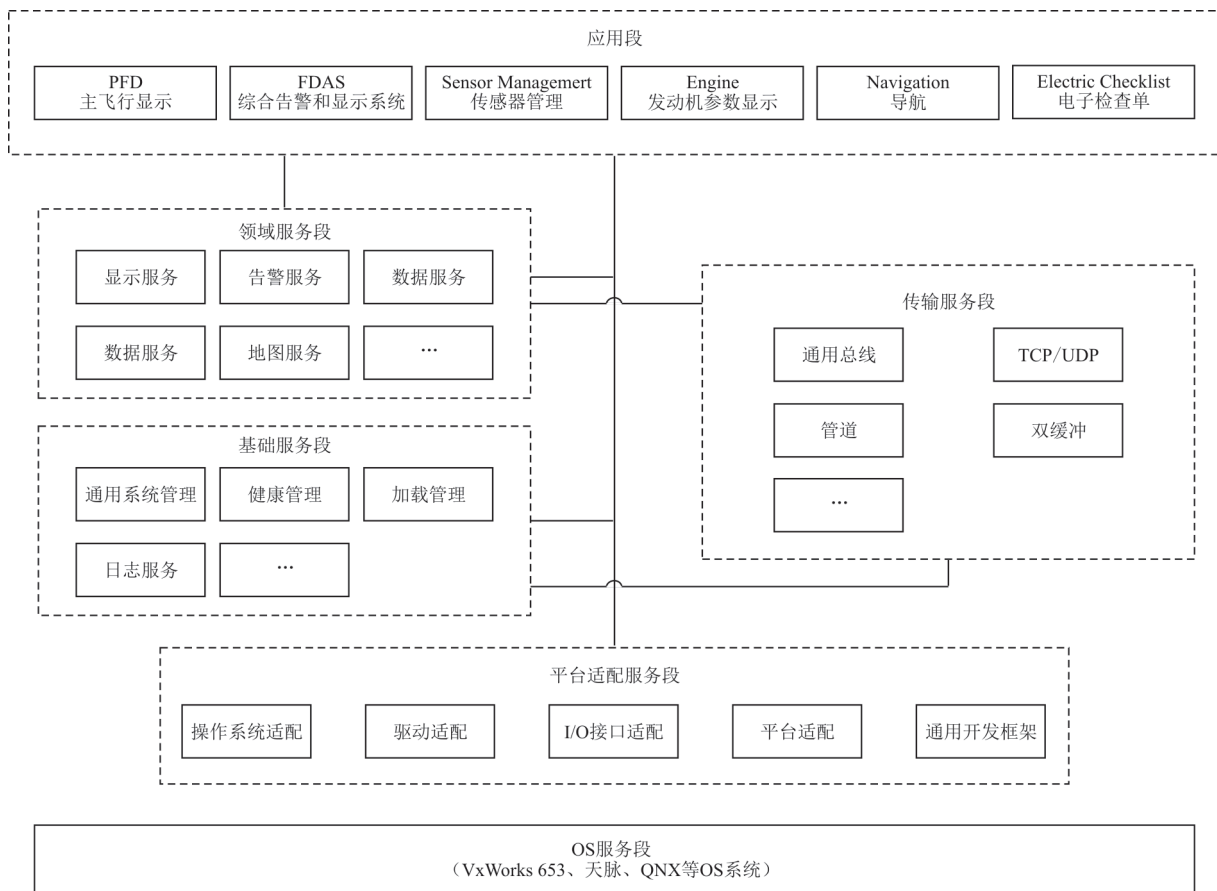 应用段
PFD
主飞行显示
FDAS
综合告警和显示系统
Sensor Managemert
传感器管理
Engine
发动机参数显示
Navigation
导航
Electric Checklist
电子检查单
领域服务段
显示服务
告警服务
数据服务
数据服务
地图服务
…
传输服务段
通用总线
TCP/UDP
管道
双缓冲
…
基础服务段
通用系统管理
健康管理
加载管理
日志服务
…
平台适配服务段
操作系统适配
驱动适配
I/O接口适配
平台适配
通用开发框架
OS服务段
（VxWorks 653、天脉、QNX等OS系统）